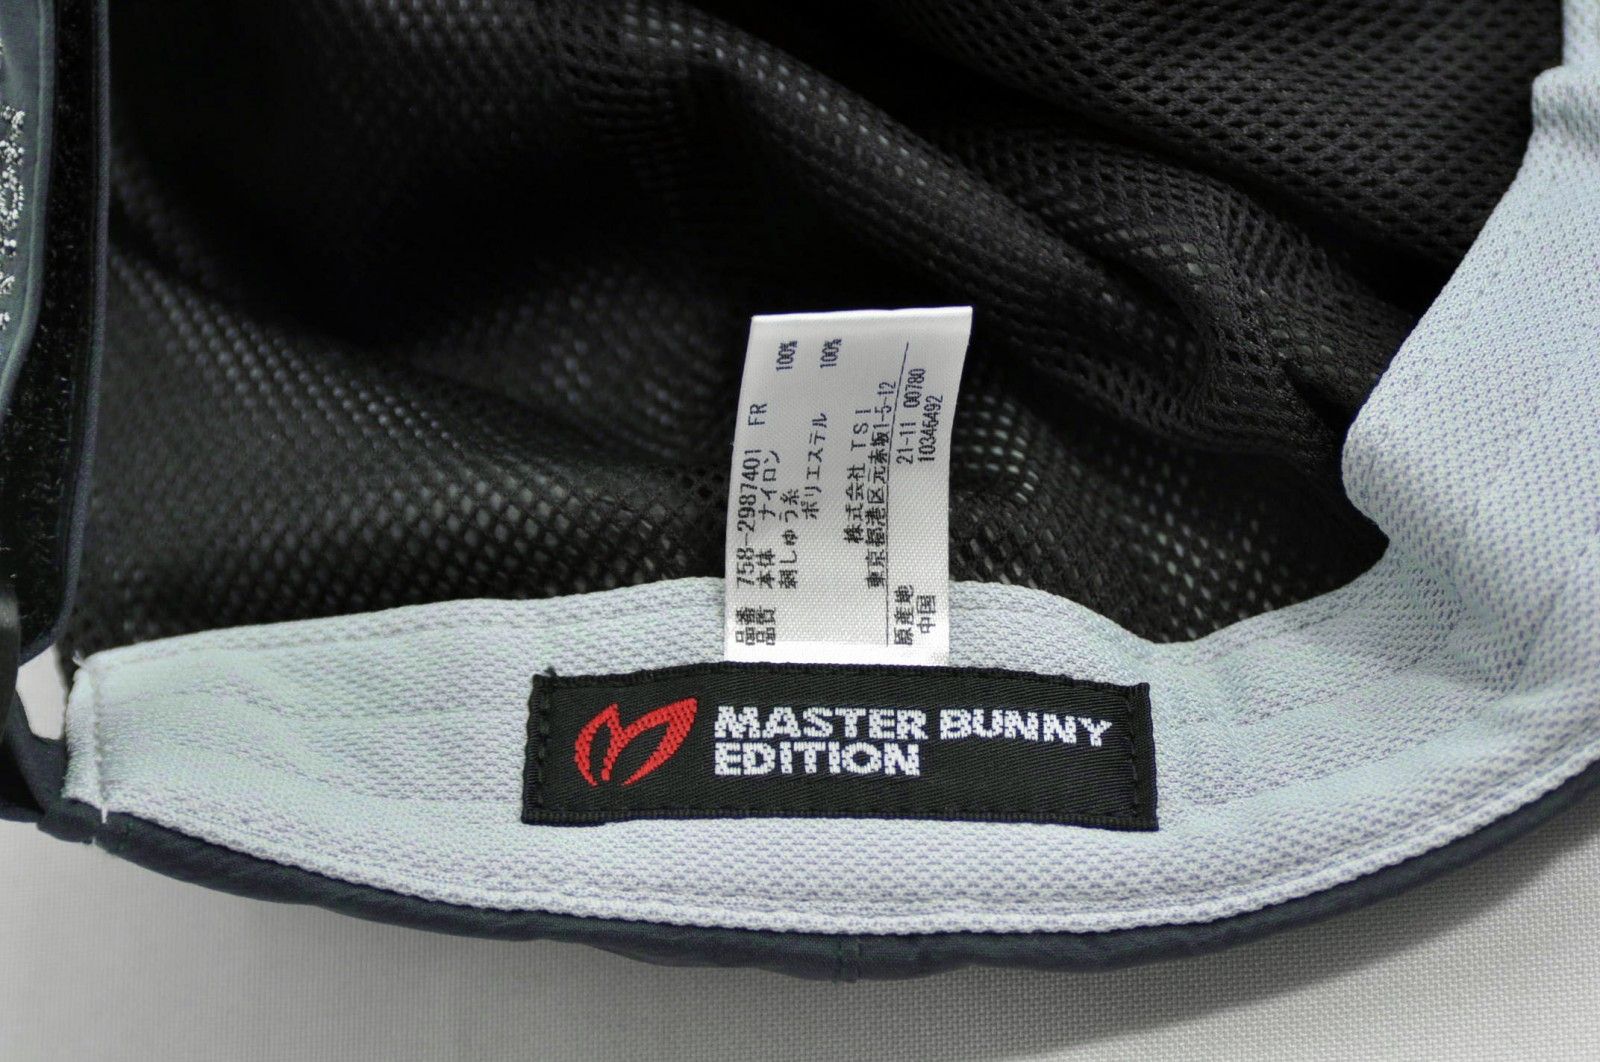 品番 758-2987401 FR
品質 本体 ナイロン 100%
刺しゅう糸
ポリエステル 100%
株式会社 TSI
東京都港区元赤坂1-5-12
原産地 21-11 00780
中国 10346492
MASTER BUNNY
EDITION